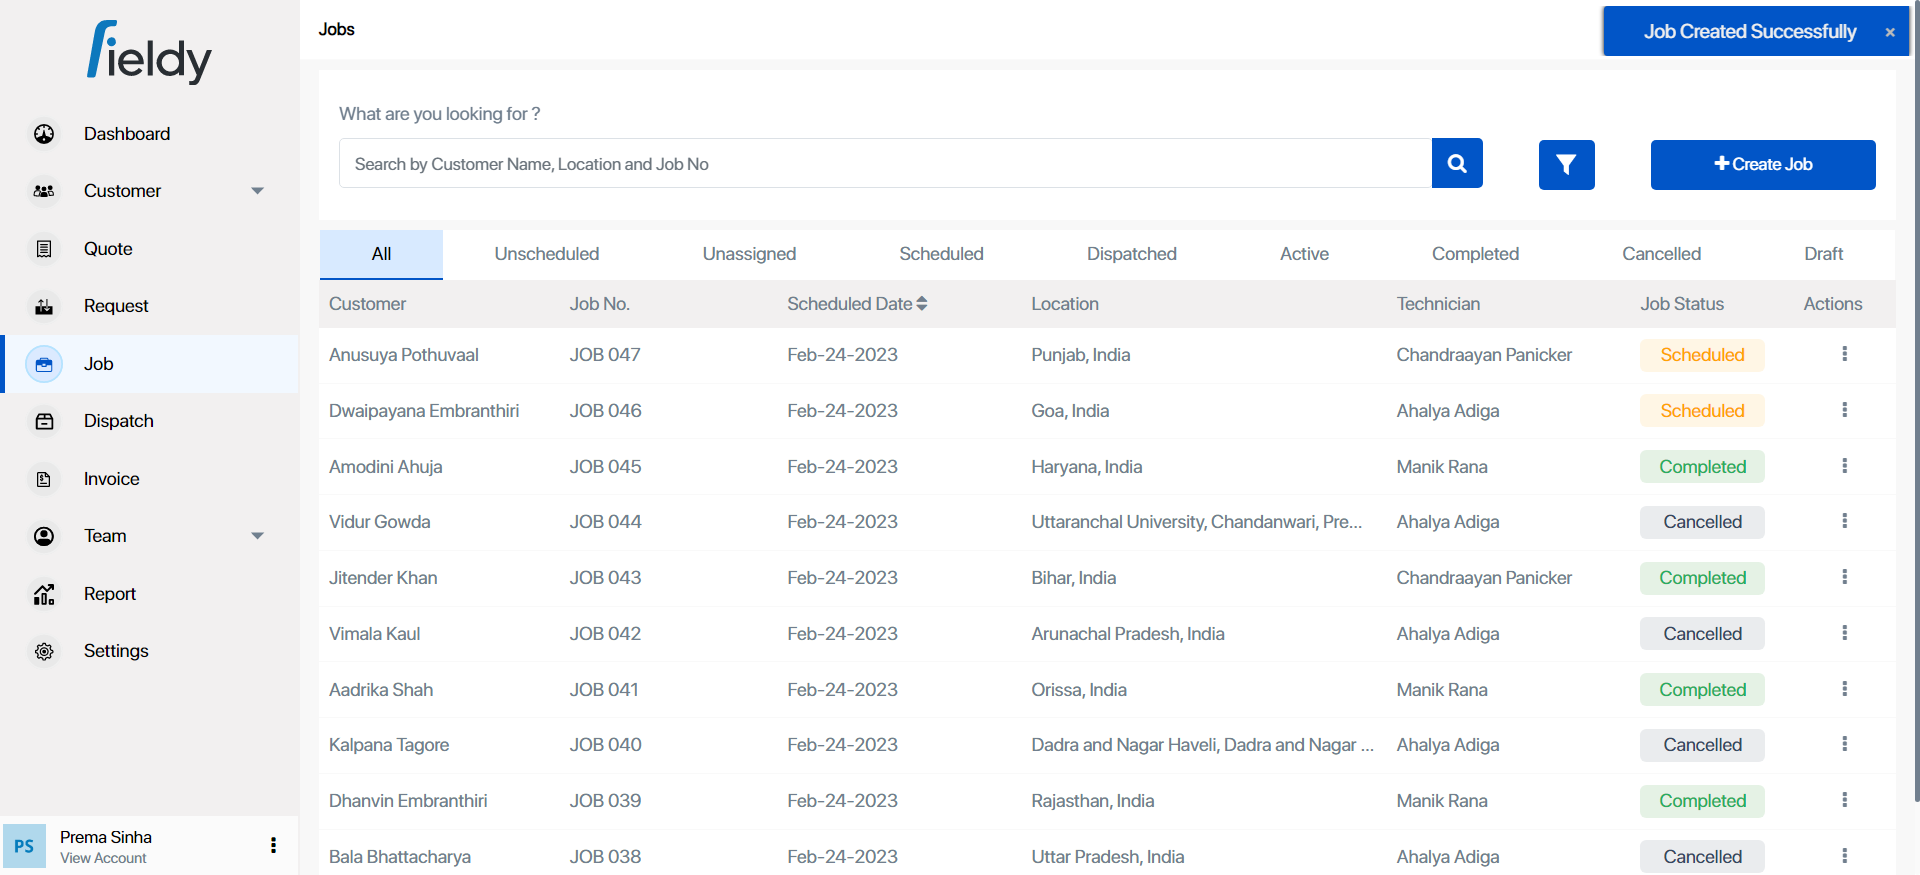 fieldy
Dashboard
Customer
Quote
Request
Job
Dispatch
Invoice
Team
Report
Settings
PS
Prema Sinha
View Account
Jobs
Job Created Successfully ×
What are you looking for ?
Search by Customer Name, Location and Job No
Create Job
All Unscheduled Unassigned Scheduled Dispatched Active Completed Cancelled Draft
Customer Job No. Scheduled Date Location Technician Job Status Actions
Anusuya Pothuvaal JOB 047 Feb-24-2023 Punjab, India Chandraayan Panicker Scheduled
Dwaipayana Embranthiri JOB 046 Feb-24-2023 Goa, India Ahalya Adiga Scheduled
Amodini Ahuja JOB 045 Feb-24-2023 Haryana, India Manik Rana Completed
Vidur Gowda JOB 044 Feb-24-2023 Uttaranchal University, Chandanwari, Pre... Ahalya Adiga Cancelled
Jitender Khan JOB 043 Feb-24-2023 Bihar, India Chandraayan Panicker Completed
Vimala Kaul JOB 042 Feb-24-2023 Arunachal Pradesh, India Ahalya Adiga Cancelled
Aadrika Shah JOB 041 Feb-24-2023 Orissa, India Manik Rana Completed
Kalpana Tagore JOB 040 Feb-24-2023 Dadra and Nagar Haveli, Dadra and Nagar ... Ahalya Adiga Cancelled
Dhanvin Embranthiri JOB 039 Feb-24-2023 Rajasthan, India Manik Rana Completed
Bala Bhattacharya JOB 038 Feb-24-2023 Uttar Pradesh, India Ahalya Adiga Cancelled